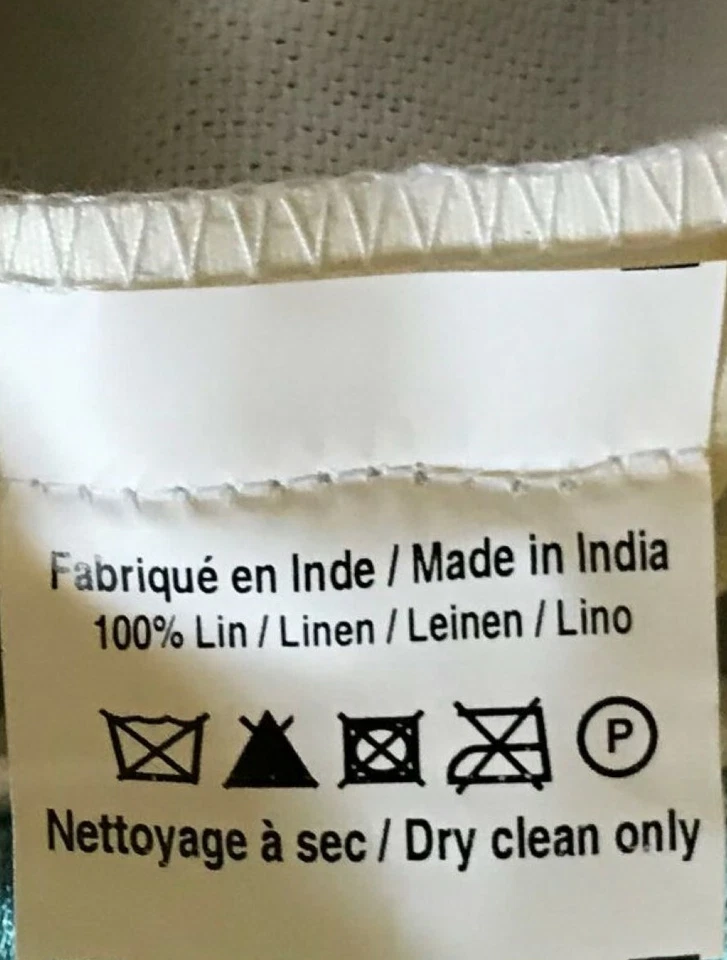 Fabriqué en Inde / Made in India
100% Lin / Linen / Leinen / Lino
P
Nettoyage à sec / Dry clean only